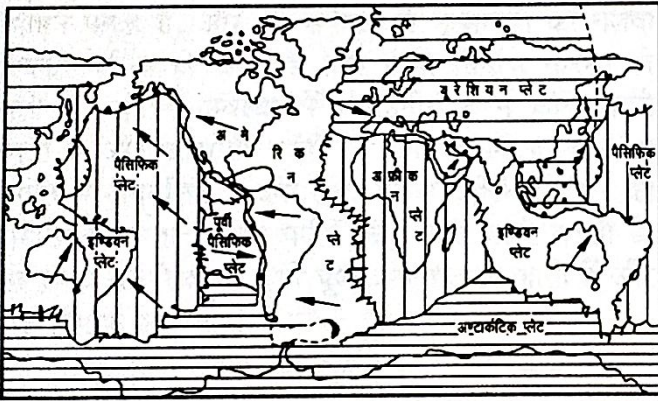 यूरेशियन प्लेट
अमेरिकन प्लेट
पैसिफिक
प्लेट
अफ्रीकन प्लेट
पैसिफिक
प्लेट
पूर्वी
पैसिफिक
प्लेट
इण्डियन
प्लेट
इण्डियन
प्लेट
अण्टार्कटिक प्लेट